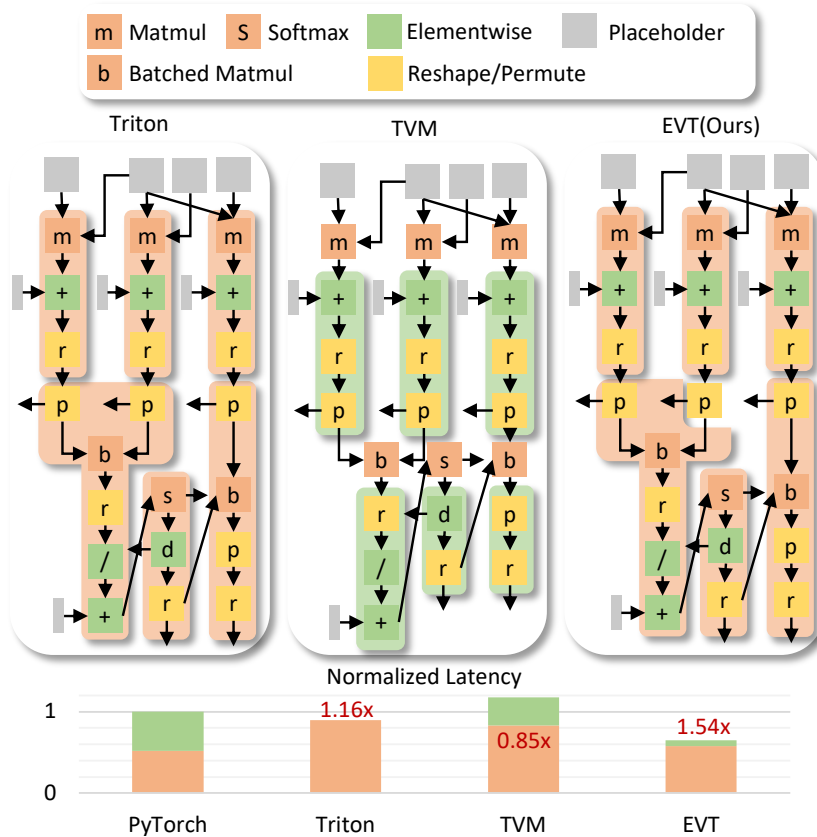 m Matmul S Softmax Elementwise Placeholder
b Batched Matmul Reshape/Permute
Triton TVM EVT(Ours)
m m m m m m m m m
+ + + + + + + + +
r r r r r r r r r
p p p p p p p p p
b b s b b
r s b r d p r s b
/ d p / r r / d p
+ r r + + r r
Normalized Latency
1 1.16x 0.85x 1.54x
0
PyTorch Triton TVM EVT